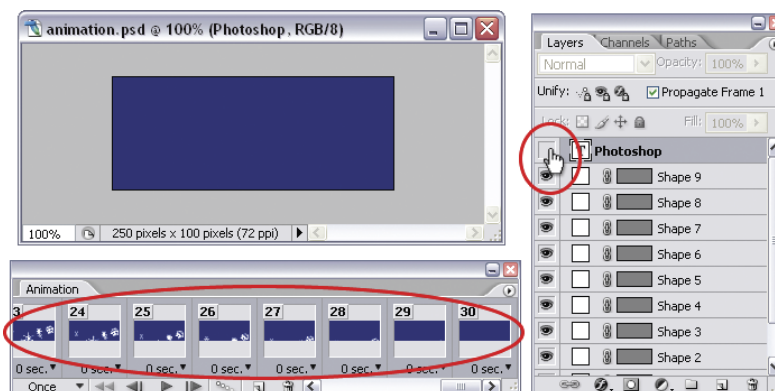 animation.psd @ 100% (Photoshop, RGB/8)
100%
250 pixels x 100 pixels (72 ppi)
Layers
Channels
Paths
Normal
Opacity: 100%
Unify:
Propagate Frame 1
Lock:
Fill: 100%
T Photoshop
Shape 9
Shape 8
Shape 7
Shape 6
Shape 5
Shape 4
Shape 3
Shape 2
Animation
3 24 25 26 27 28 29 30
0 sec. 0 sec. 0 sec. 0 sec. 0 sec. 0 sec. 0 sec. 0 sec.
Once